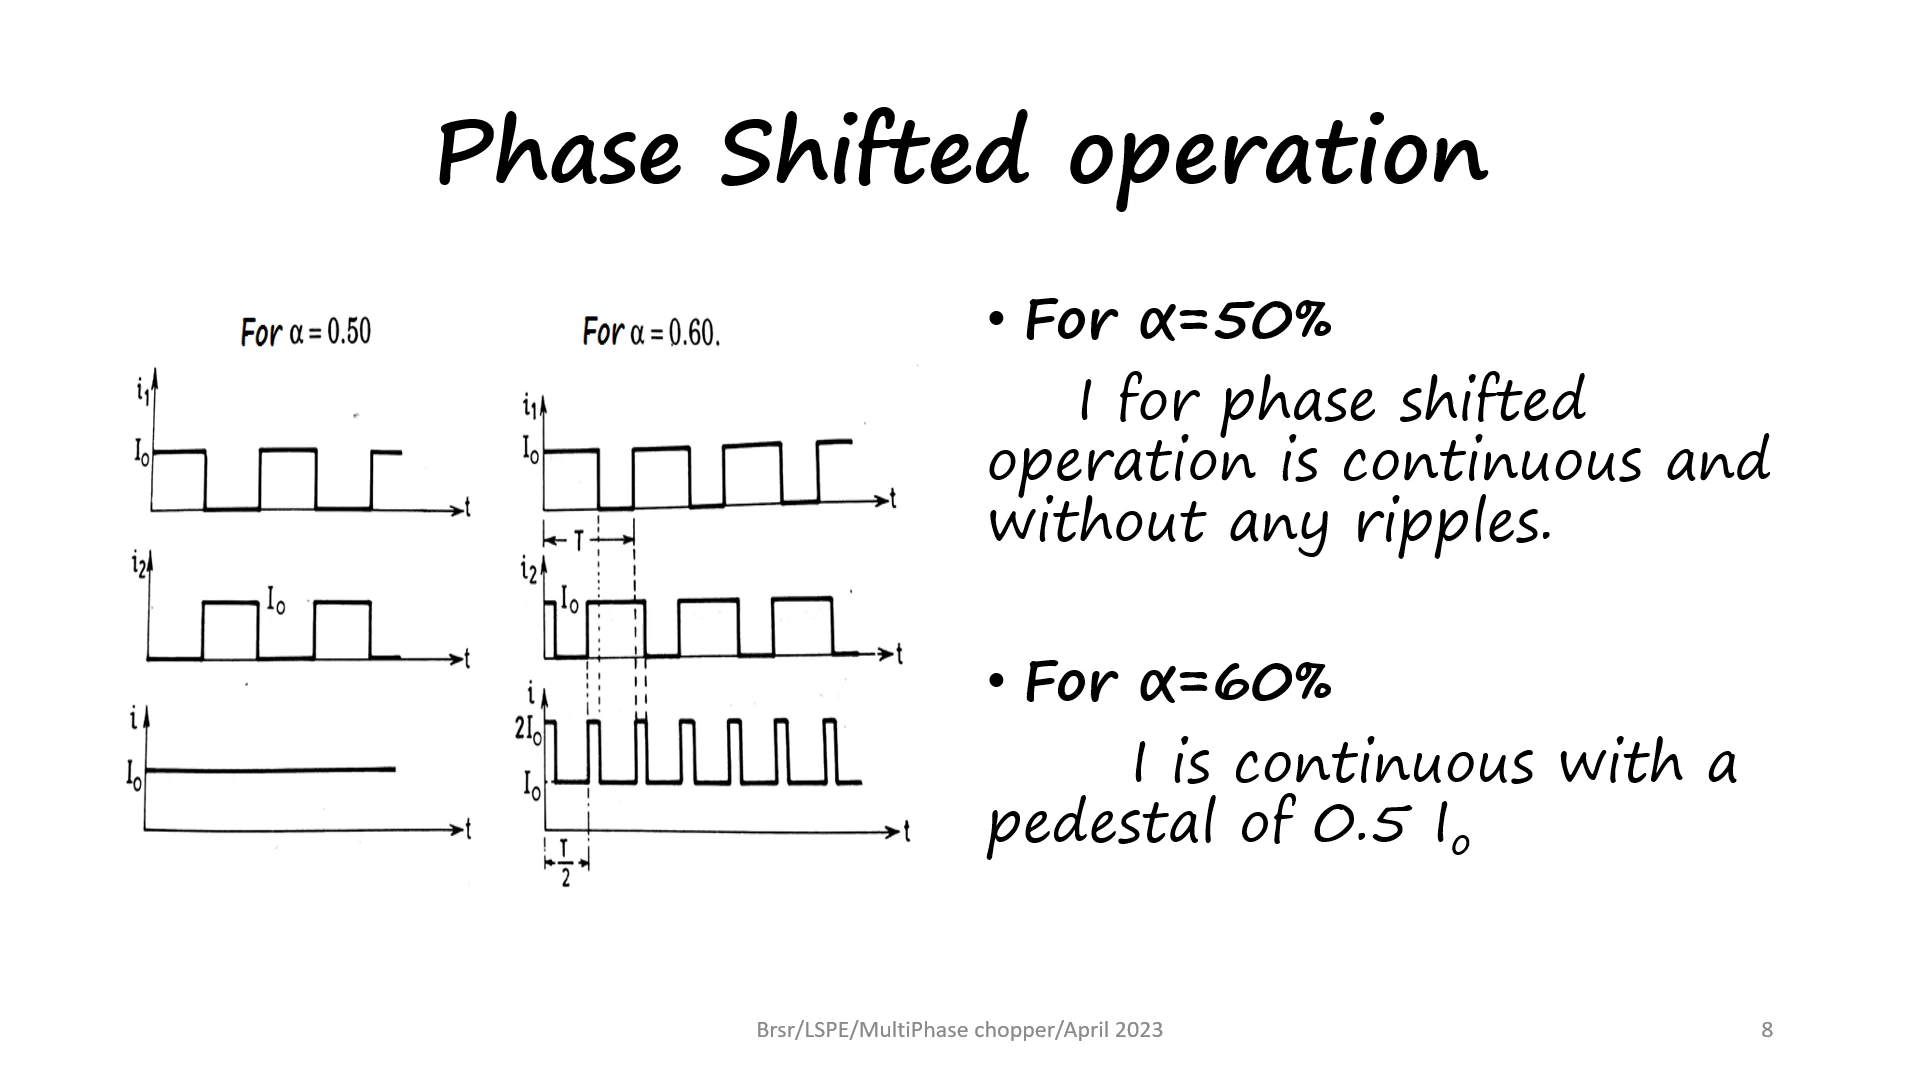 Phase Shifted operation
For α = 0.50
i1
I0
t
i2
I0
t
i
I0
t
For α = 0.60.
i1
I0
t
T
i2
I0
t
i
2I0
I0
t
T
2
• For α=50%
I for phase shifted
operation is continuous and
without any ripples.
• For α=60%
I is continuous with a
pedestal of 0.5 Io
Brsr/LSPE/MultiPhase chopper/April 2023
8